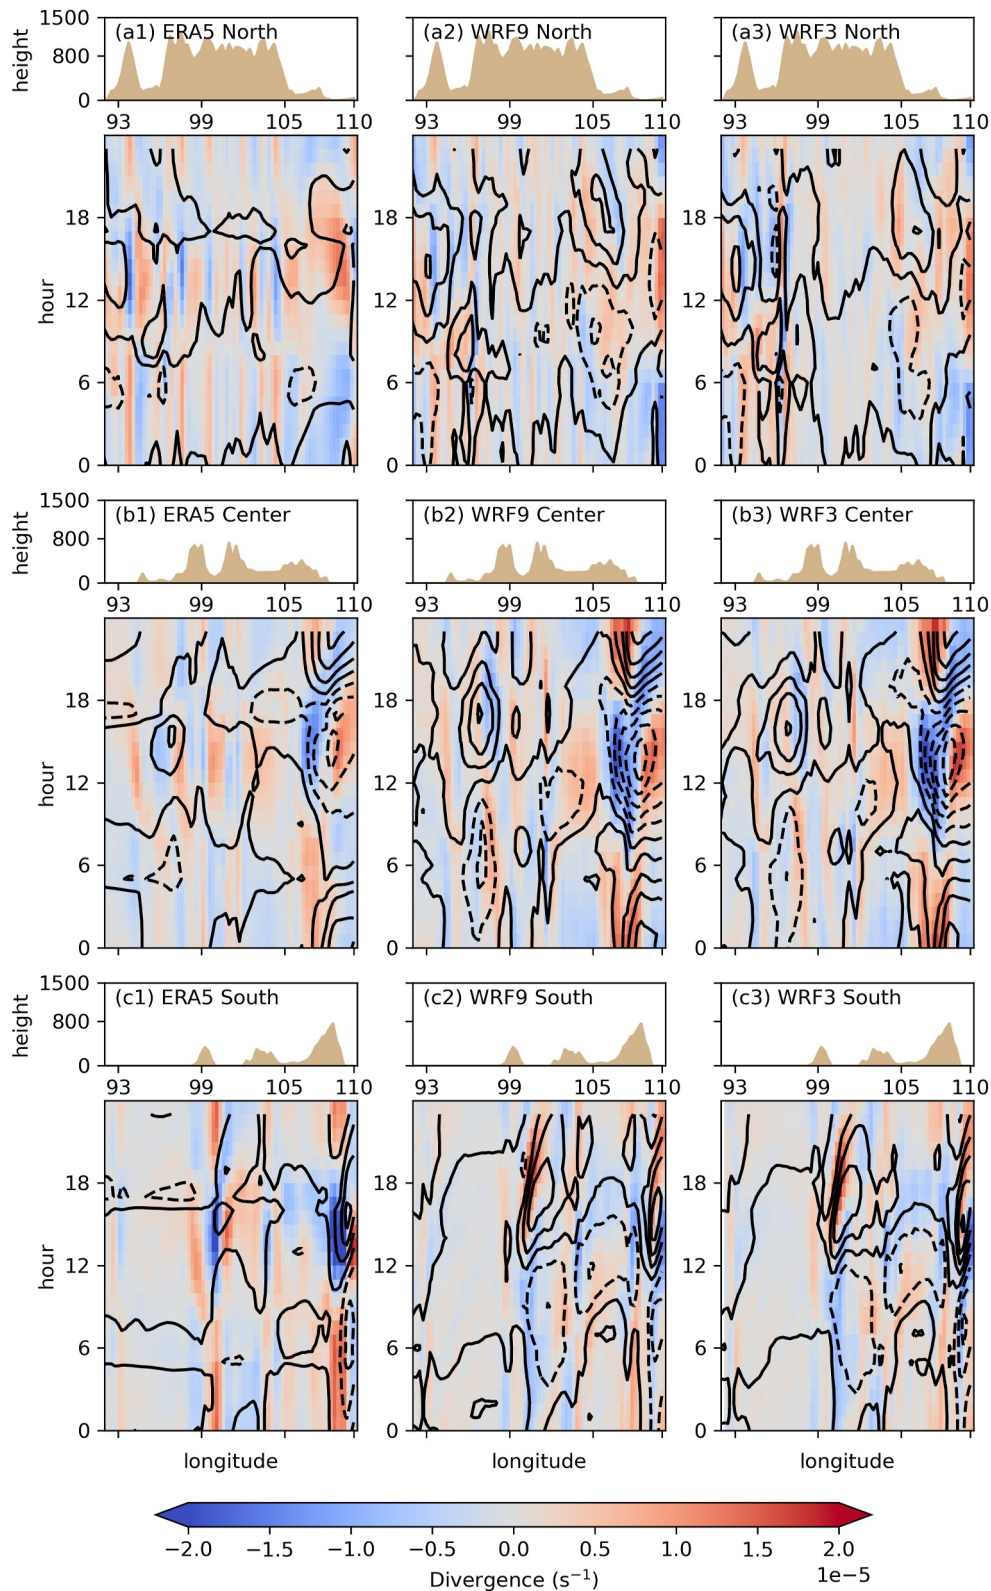 (a1) ERA5 North
(a2) WRF9 North
(a3) WRF3 North
height
1500
800
0
93 99 105 110
93 99 105 110
93 99 105 110
hour
18
12
6
0
18
12
6
0
18
12
6
0
(b1) ERA5 Center
(b2) WRF9 Center
(b3) WRF3 Center
height
1500
800
0
93 99 105 110
93 99 105 110
93 99 105 110
hour
18
12
6
0
18
12
6
0
18
12
6
0
(c1) ERA5 South
(c2) WRF9 South
(c3) WRF3 South
height
1500
800
0
93 99 105 110
93 99 105 110
93 99 105 110
hour
18
12
6
0
18
12
6
0
18
12
6
0
longitude
longitude
longitude
−2.0 −1.5 −1.0 −0.5 0.0 0.5 1.0 1.5 2.0
1e−5
Divergence (s⁻¹)